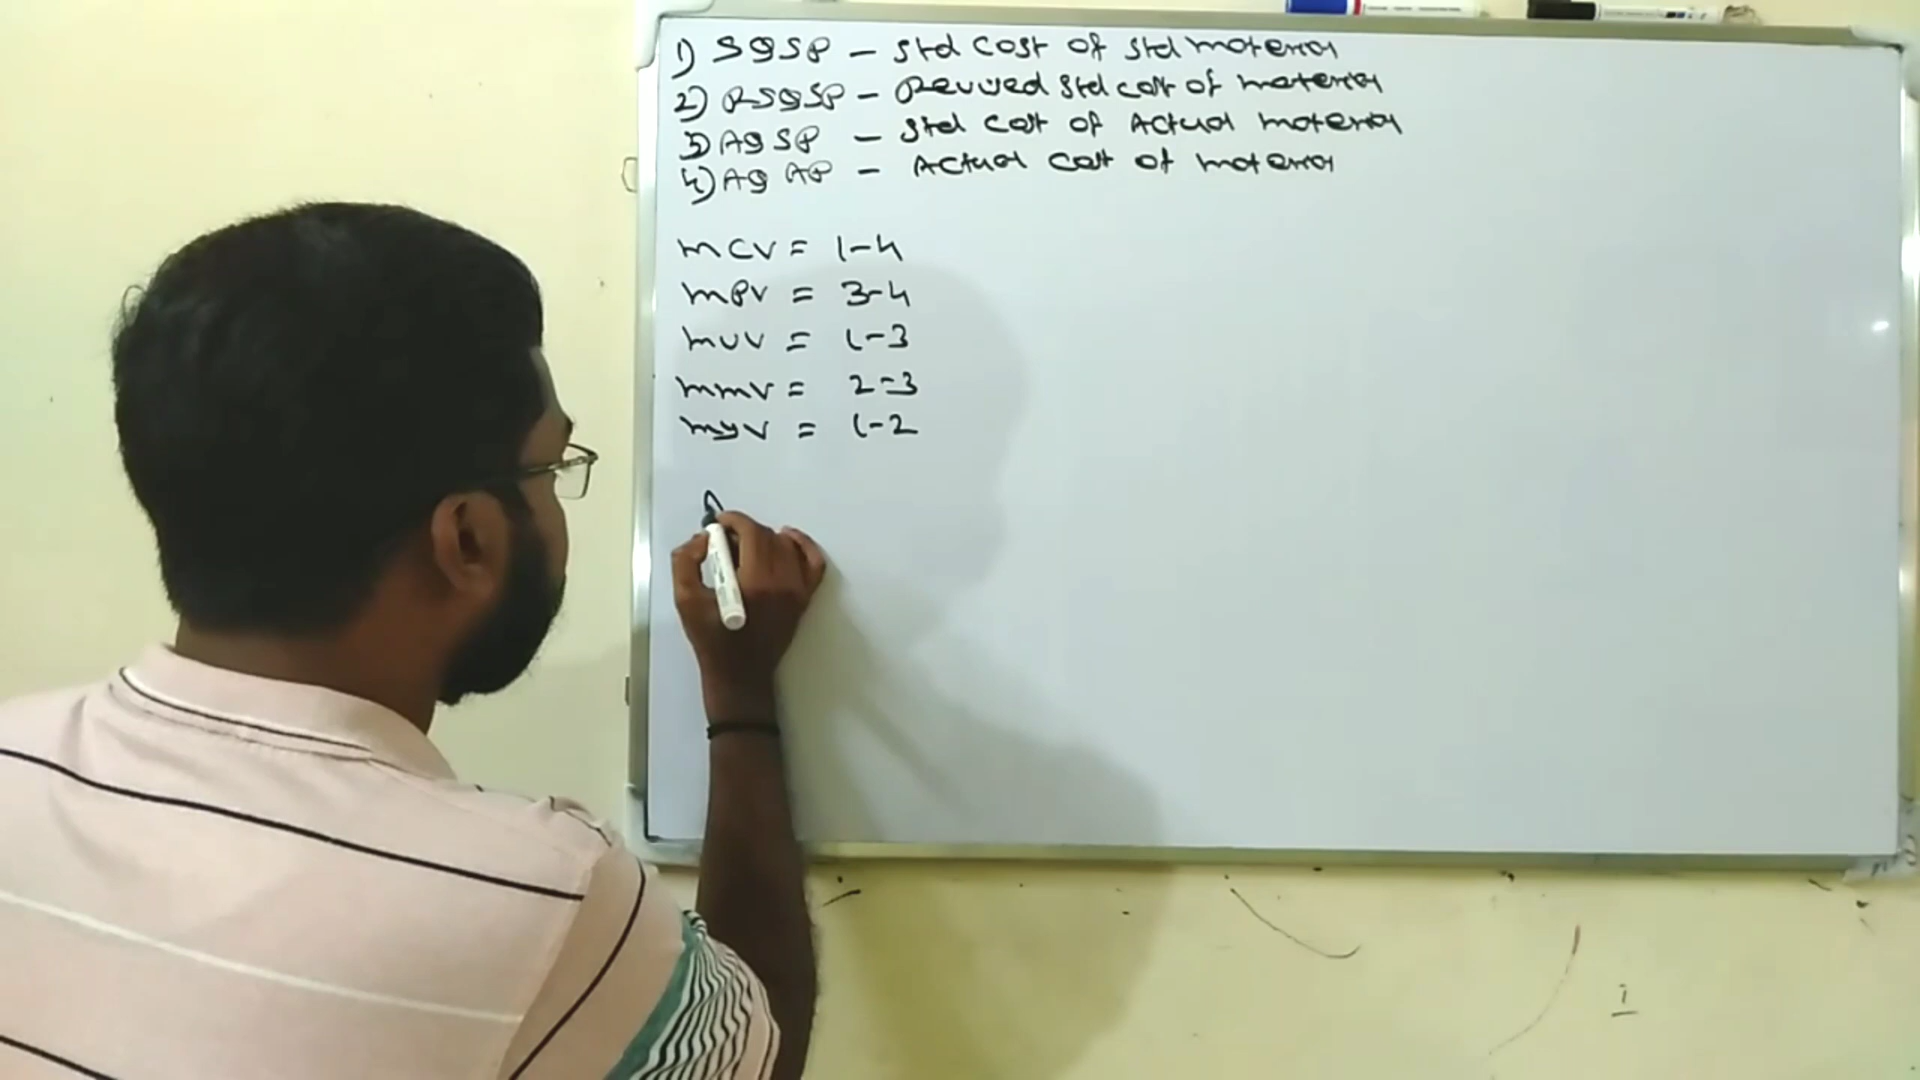 1) SQSP - Std Cost of Std material
2) RSQSP - Revised Std cost of material
3) AQSP - Std cost of Actual material
4) AQ AP - Actual cost of material
MCV = 1-4
MPV = 3-4
MUV = 1-3
MMV = 2-3
MYV = 1-2